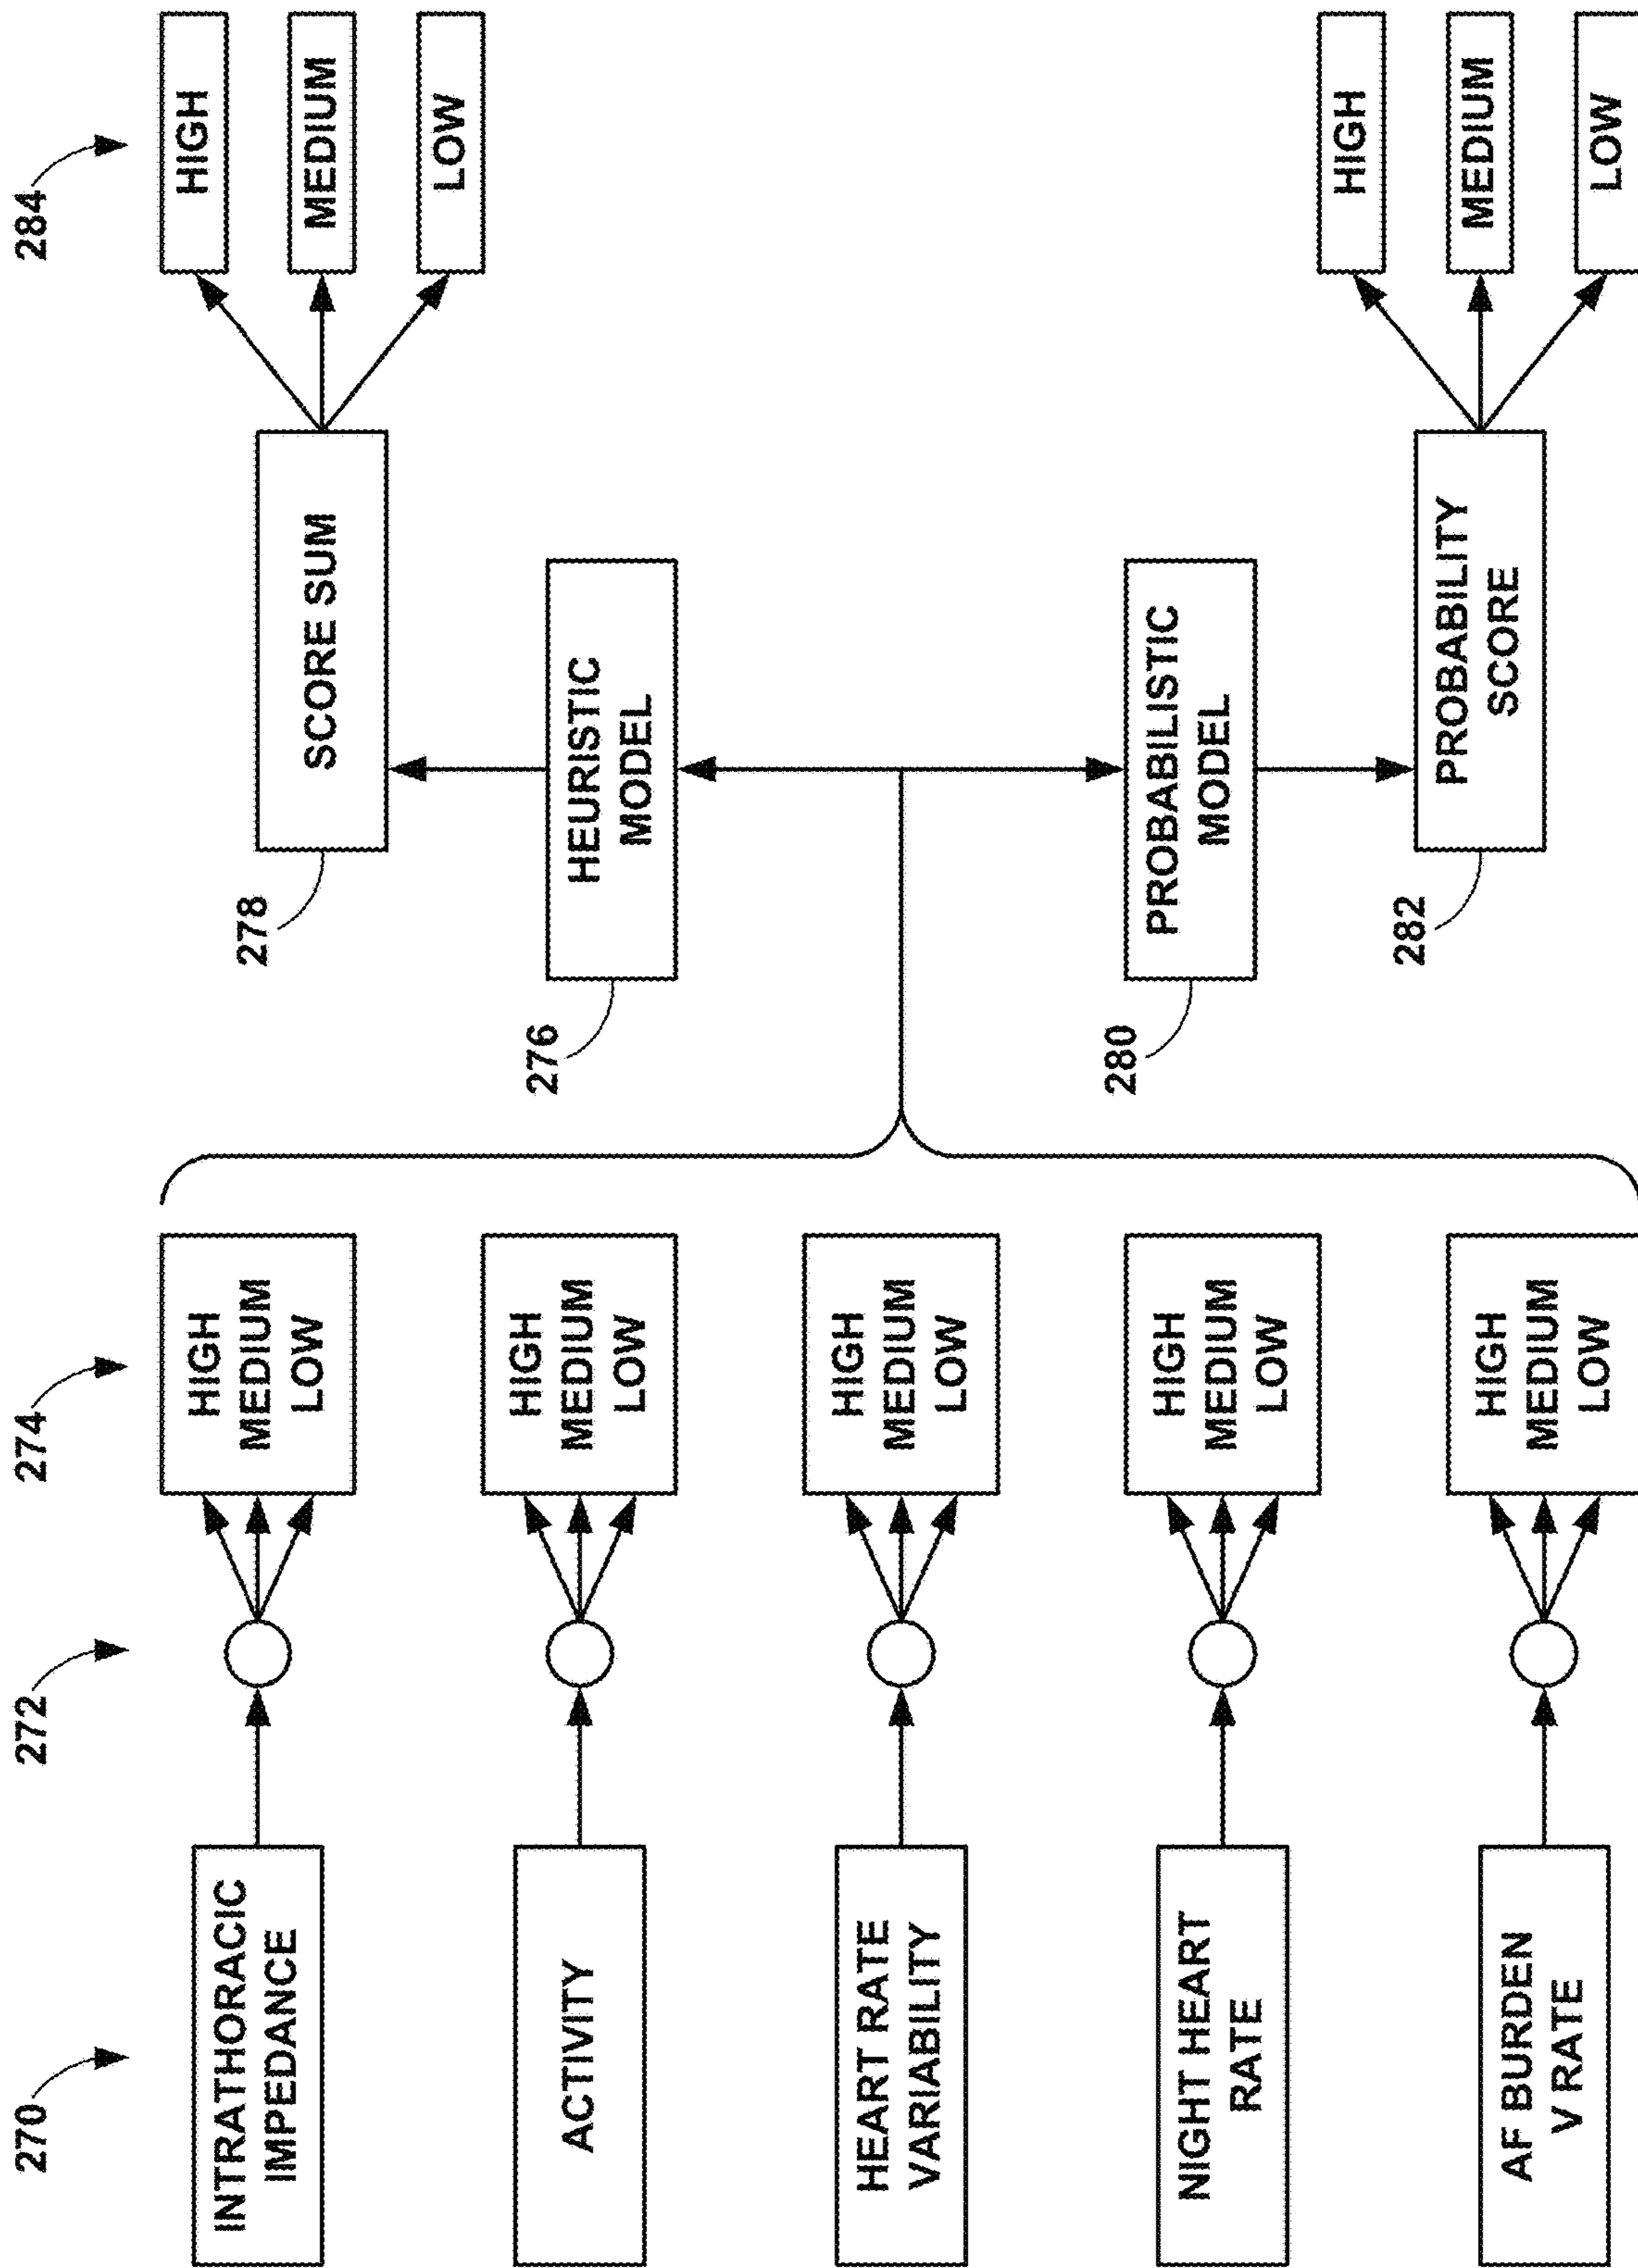 270
272
274
284
INTRATHORACIC
IMPEDANCE
HIGH
MEDIUM
LOW
ACTIVITY
HIGH
MEDIUM
LOW
HEART RATE
VARIABILITY
HIGH
MEDIUM
LOW
NIGHT HEART
RATE
HIGH
MEDIUM
LOW
AF BURDEN
V RATE
HIGH
MEDIUM
LOW
278
SCORE SUM
HIGH
MEDIUM
LOW
276
HEURISTIC
MODEL
280
PROBABILISTIC
MODEL
282
PROBABILITY
SCORE
HIGH
MEDIUM
LOW